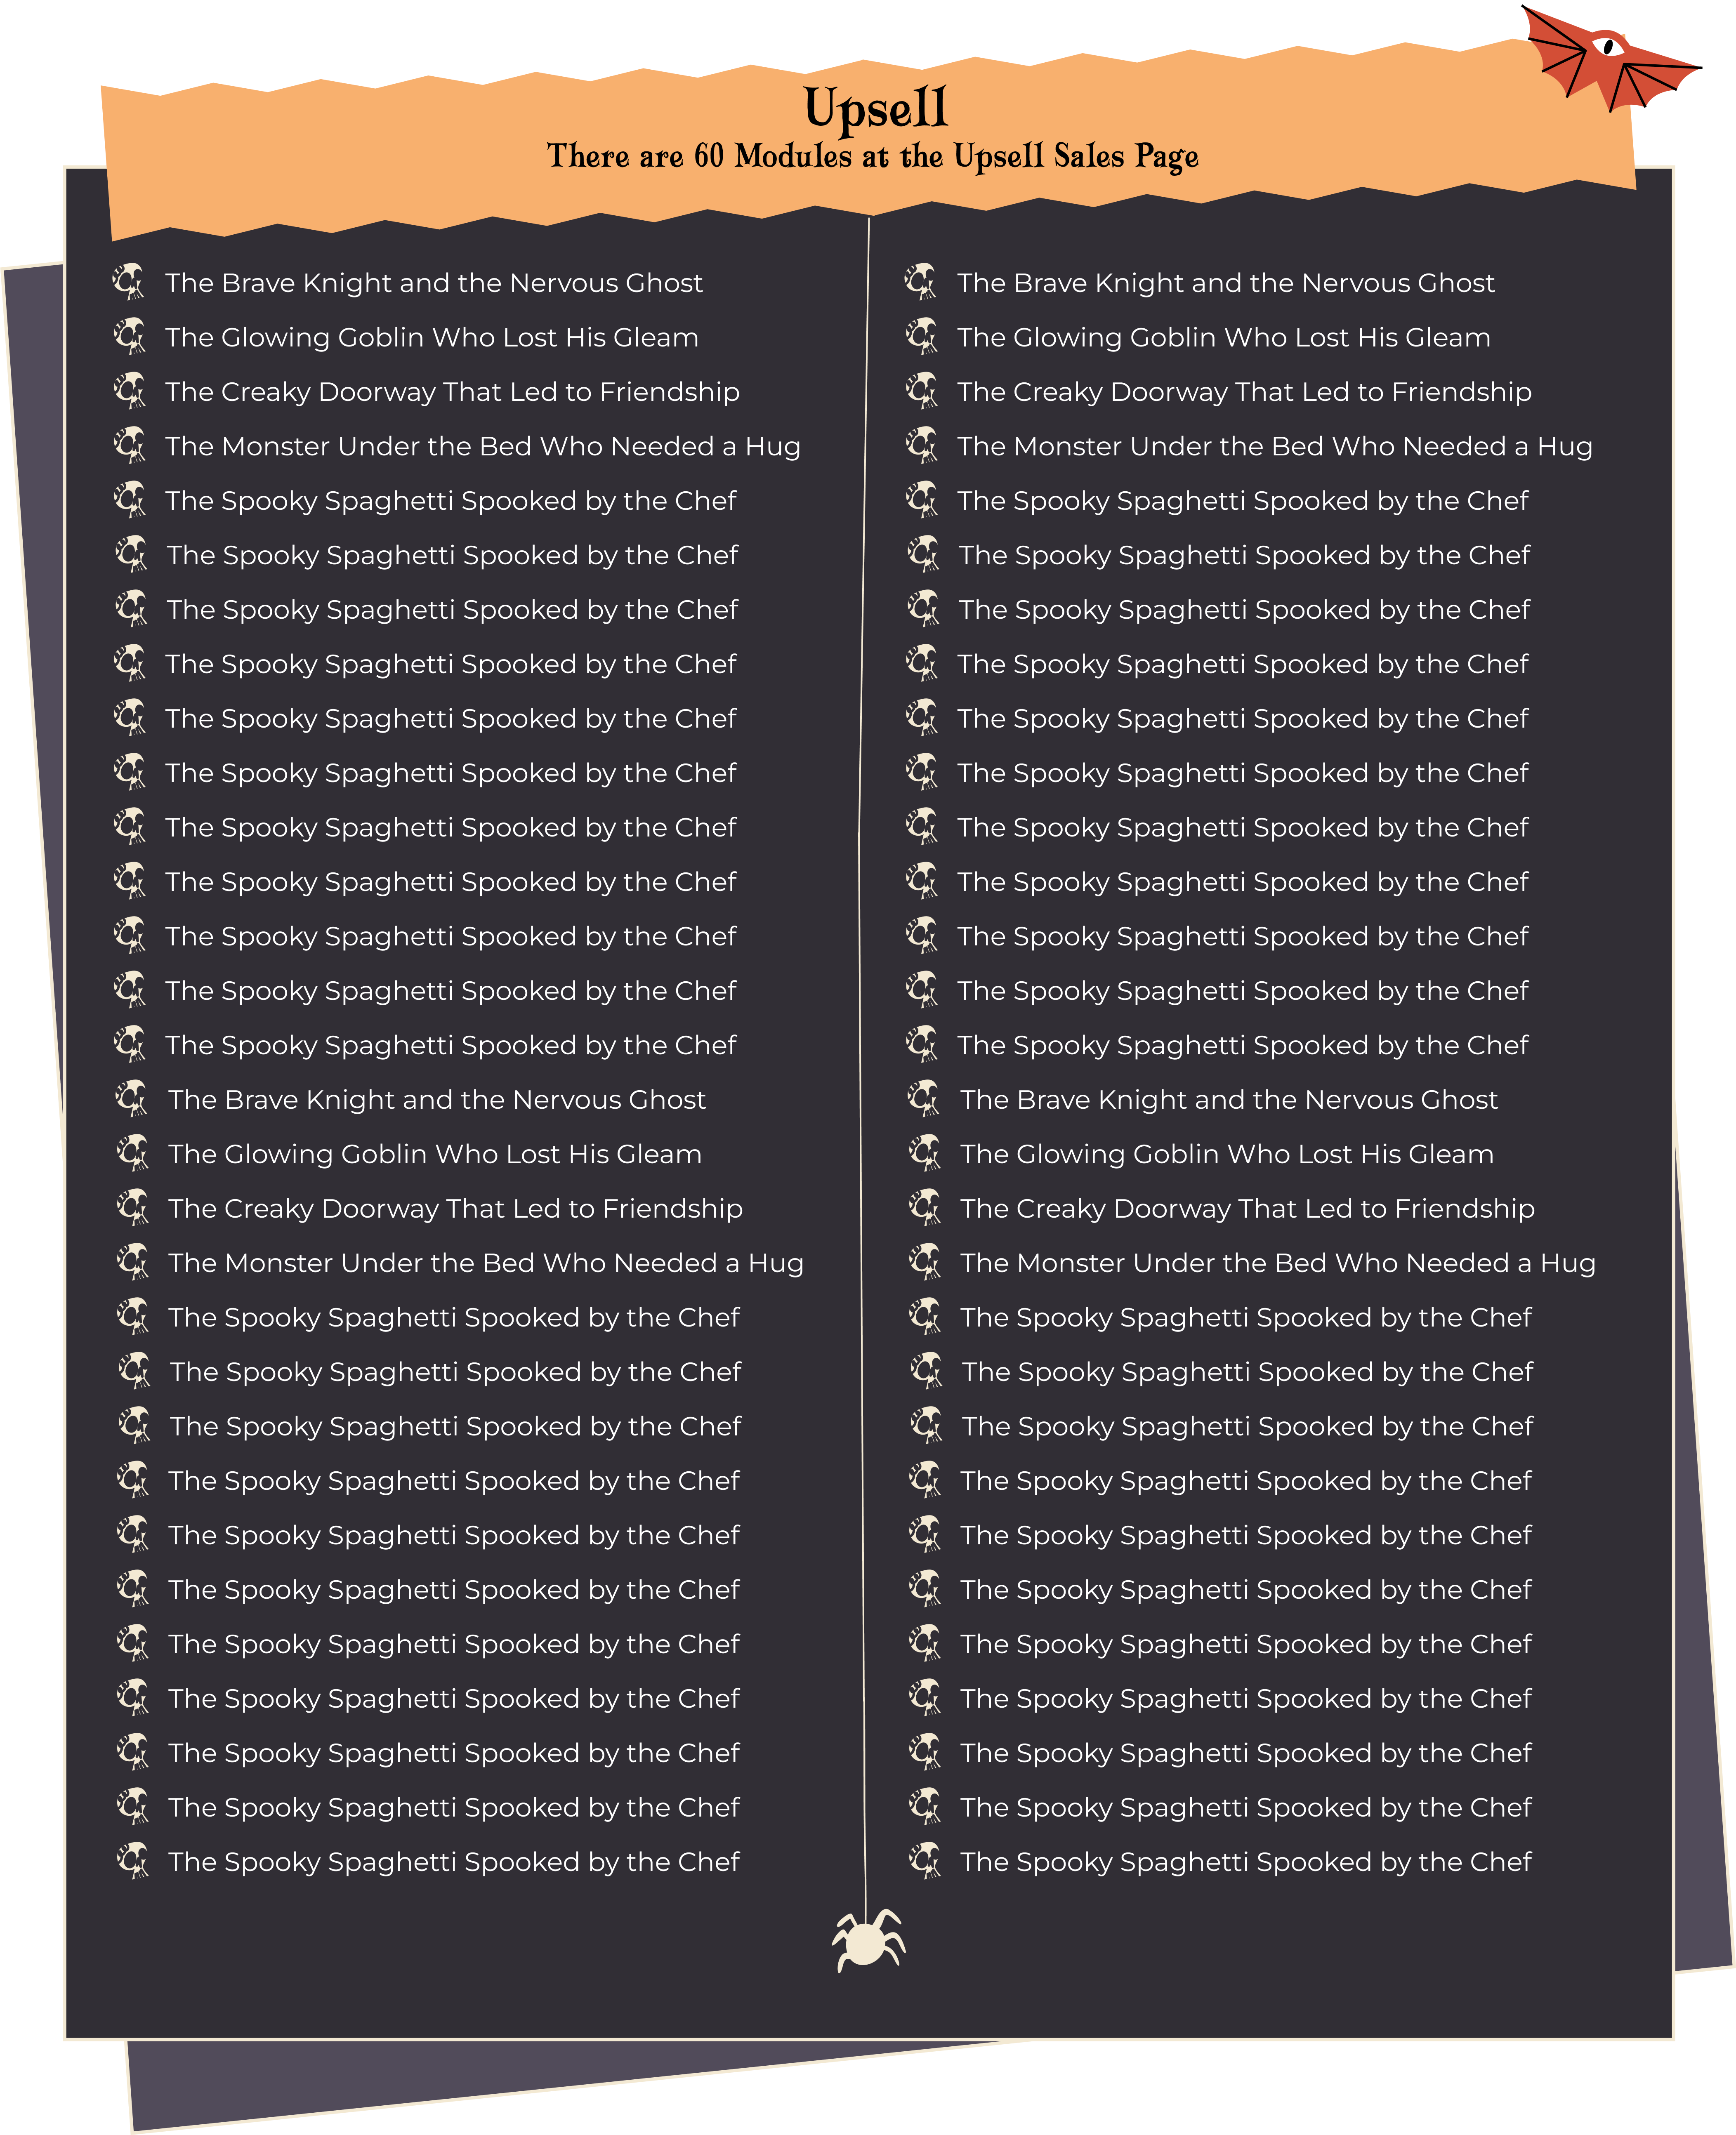 Upsell
There are 60 Modules at the Upsell Sales Page
The Brave Knight and the Nervous Ghost
The Glowing Goblin Who Lost His Gleam
The Creaky Doorway That Led to Friendship
The Monster Under the Bed Who Needed a Hug
The Spooky Spaghetti Spooked by the Chef
The Spooky Spaghetti Spooked by the Chef
The Spooky Spaghetti Spooked by the Chef
The Spooky Spaghetti Spooked by the Chef
The Spooky Spaghetti Spooked by the Chef
The Spooky Spaghetti Spooked by the Chef
The Spooky Spaghetti Spooked by the Chef
The Spooky Spaghetti Spooked by the Chef
The Spooky Spaghetti Spooked by the Chef
The Spooky Spaghetti Spooked by the Chef
The Spooky Spaghetti Spooked by the Chef
The Brave Knight and the Nervous Ghost
The Glowing Goblin Who Lost His Gleam
The Creaky Doorway That Led to Friendship
The Monster Under the Bed Who Needed a Hug
The Spooky Spaghetti Spooked by the Chef
The Spooky Spaghetti Spooked by the Chef
The Spooky Spaghetti Spooked by the Chef
The Spooky Spaghetti Spooked by the Chef
The Spooky Spaghetti Spooked by the Chef
The Spooky Spaghetti Spooked by the Chef
The Spooky Spaghetti Spooked by the Chef
The Spooky Spaghetti Spooked by the Chef
The Spooky Spaghetti Spooked by the Chef
The Spooky Spaghetti Spooked by the Chef
The Spooky Spaghetti Spooked by the Chef
The Brave Knight and the Nervous Ghost
The Glowing Goblin Who Lost His Gleam
The Creaky Doorway That Led to Friendship
The Monster Under the Bed Who Needed a Hug
The Spooky Spaghetti Spooked by the Chef
The Spooky Spaghetti Spooked by the Chef
The Spooky Spaghetti Spooked by the Chef
The Spooky Spaghetti Spooked by the Chef
The Spooky Spaghetti Spooked by the Chef
The Spooky Spaghetti Spooked by the Chef
The Spooky Spaghetti Spooked by the Chef
The Spooky Spaghetti Spooked by the Chef
The Spooky Spaghetti Spooked by the Chef
The Spooky Spaghetti Spooked by the Chef
The Spooky Spaghetti Spooked by the Chef
The Brave Knight and the Nervous Ghost
The Glowing Goblin Who Lost His Gleam
The Creaky Doorway That Led to Friendship
The Monster Under the Bed Who Needed a Hug
The Spooky Spaghetti Spooked by the Chef
The Spooky Spaghetti Spooked by the Chef
The Spooky Spaghetti Spooked by the Chef
The Spooky Spaghetti Spooked by the Chef
The Spooky Spaghetti Spooked by the Chef
The Spooky Spaghetti Spooked by the Chef
The Spooky Spaghetti Spooked by the Chef
The Spooky Spaghetti Spooked by the Chef
The Spooky Spaghetti Spooked by the Chef
The Spooky Spaghetti Spooked by the Chef
The Spooky Spaghetti Spooked by the Chef